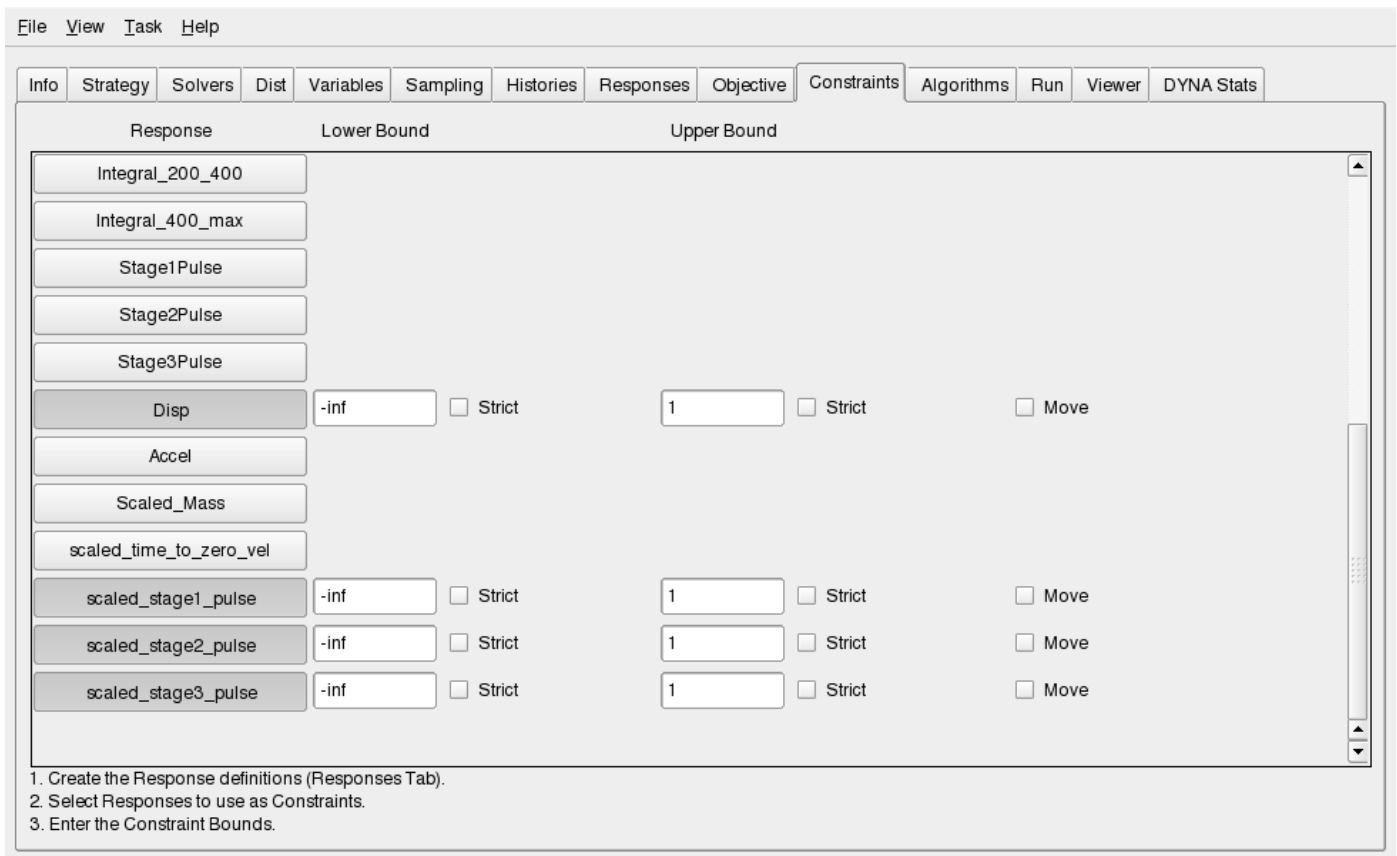 File View Task Help
Info Strategy Solvers Dist Variables Sampling Histories Responses Objective Constraints Algorithms Run Viewer DYNA Stats
Response Lower Bound Upper Bound
Integral_200_400
Integral_400_max
Stage1Pulse
Stage2Pulse
Stage3Pulse
Disp -inf Strict 1 Strict Move
Accel
Scaled_Mass
scaled_time_to_zero_vel
scaled_stage1_pulse -inf Strict 1 Strict Move
scaled_stage2_pulse -inf Strict 1 Strict Move
scaled_stage3_pulse -inf Strict 1 Strict Move
1. Create the Response definitions (Responses Tab).
2. Select Responses to use as Constraints.
3. Enter the Constraint Bounds.